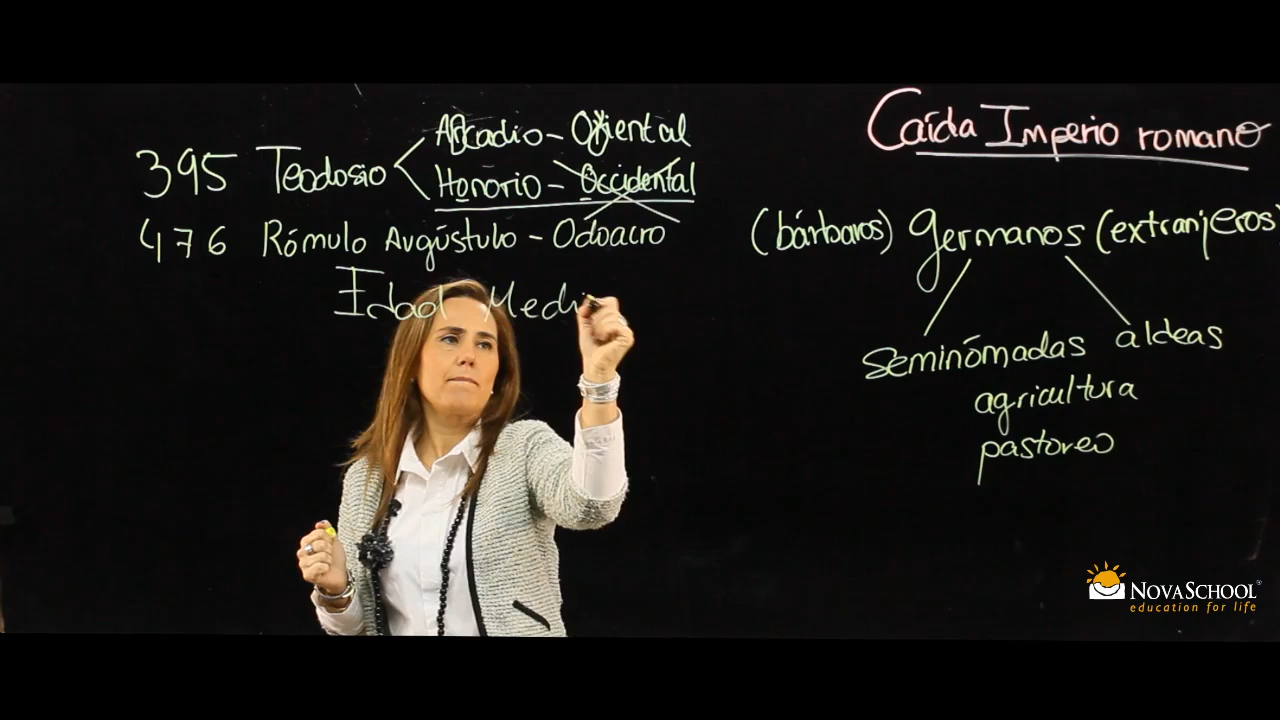 Caída Imperio romano
395 Teodosio
Arcadio - Oriental
Honorio - Occidental
476 Rómulo Augústulo - Odoacro
Edad Medi
(bárbaros) germanos (extranjeros)
seminómadas aldeas
agricultura
pastoreo
NOVASCHOOL
education for life